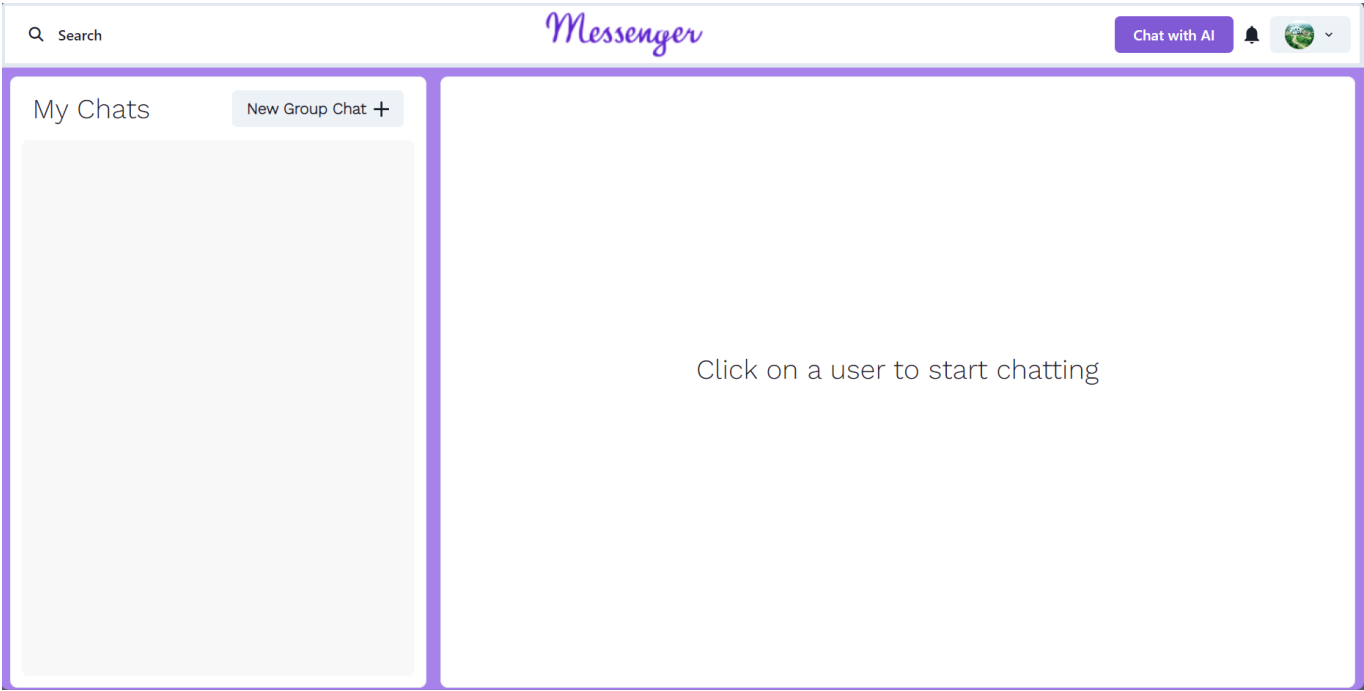 Search
Messenger
Chat with AI
My Chats
New Group Chat
Click on a user to start chatting